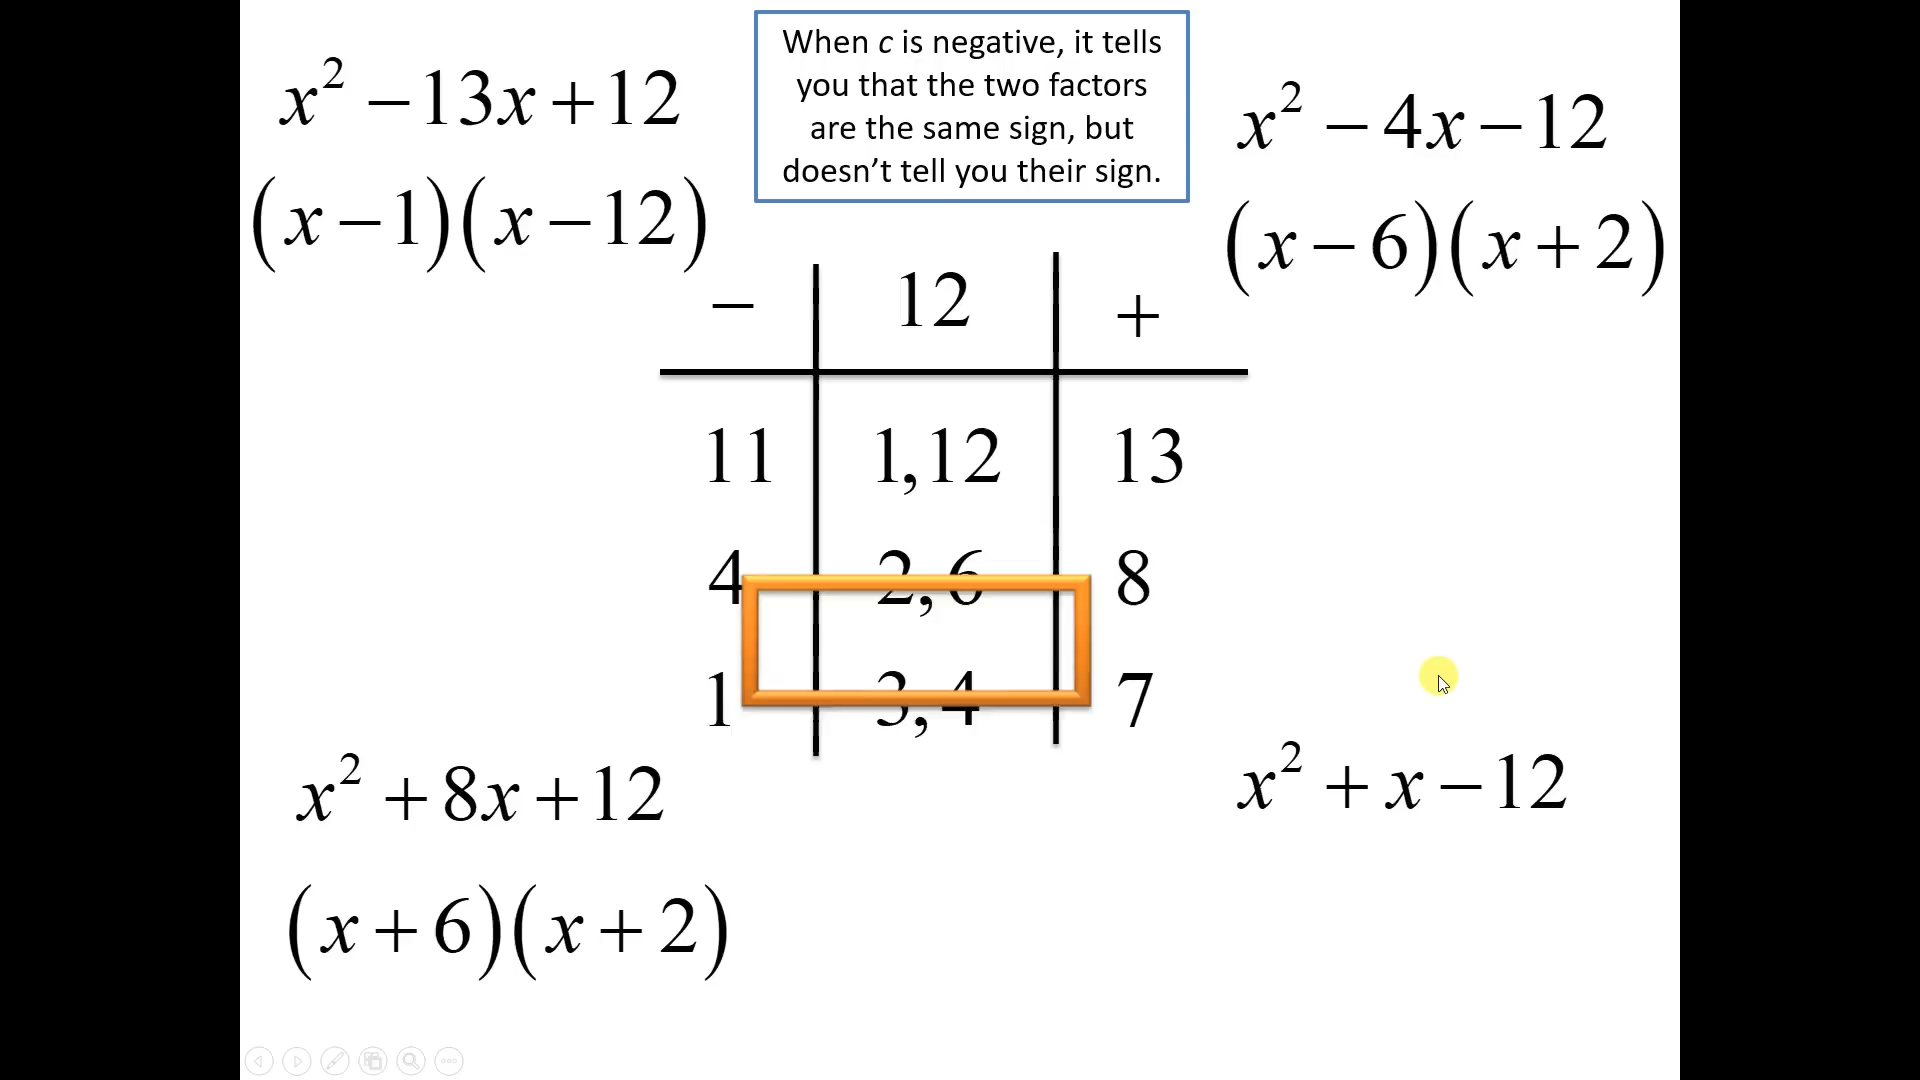 x² − 13x + 12
(x − 1)(x − 12)
When c is negative, it tells
you that the two factors
are the same sign, but
doesn’t tell you their sign.
x² − 4x − 12
(x − 6)(x + 2)
− 12 +
11 1,12 13
4 2,6 8
1 3,4 7
x² + 8x + 12
(x + 6)(x + 2)
x² + x − 12